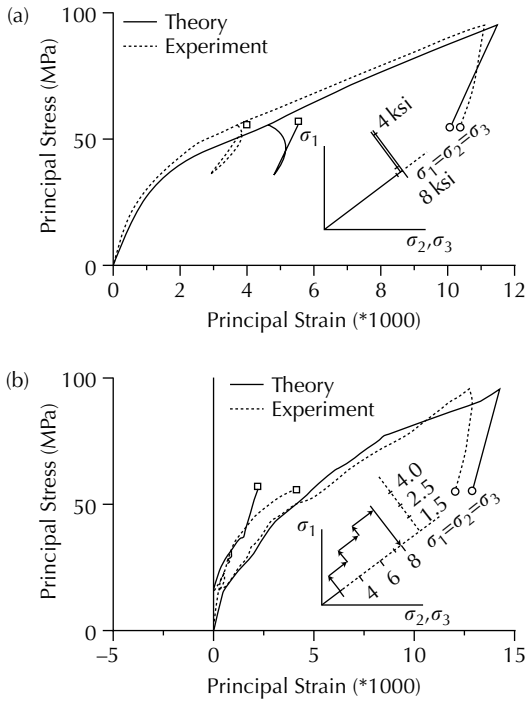 (a)
Theory
Experiment
Principal Stress (MPa)
100
50
0
0 2 4 6 8 10 12
Principal Strain (*1000)
σ1
σ2,σ3
4 ksi
8 ksi
σ1=σ2=σ3
(b)
Theory
Experiment
Principal Stress (MPa)
100
50
0
−5 0 5 10 15
Principal Strain (*1000)
σ1
σ2,σ3
4 6 8
1.5
2.5
4.0
σ1=σ2=σ3